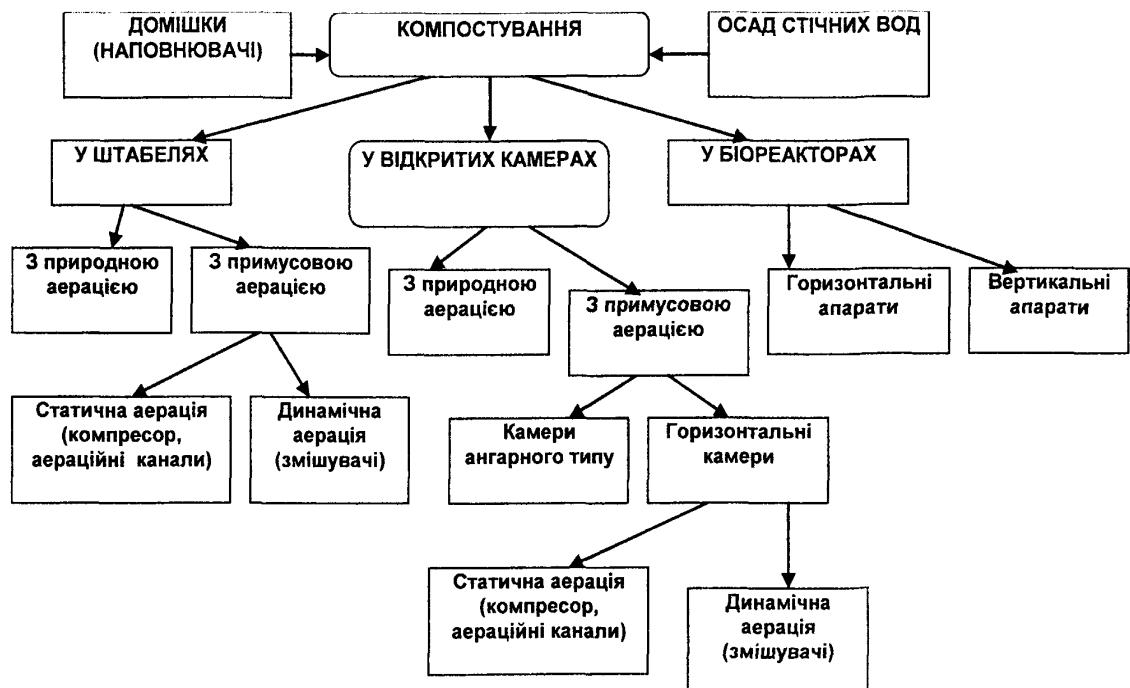 ДОМІШКИ
(НАПОВНЮВАЧІ)
КОМПОСТУВАННЯ
ОСАД СТІЧНИХ ВОД
У ШТАБЕЛЯХ
У ВІДКРИТИХ КАМЕРАХ
У БІОРЕАКТОРАХ
З природною
аерацією
З примусовою
аерацією
З природною
аерацією
З примусовою
аерацією
Горизонтальні
апарати
Вертикальні
апарати
Статична аерація
(компресор,
аераційні канали)
Динамічна
аерація
(змішувачі)
Камери
ангарного типу
Горизонтальні
камери
Статична аерація
(компресор,
аераційні канали)
Динамічна
аерація
(змішувачі)